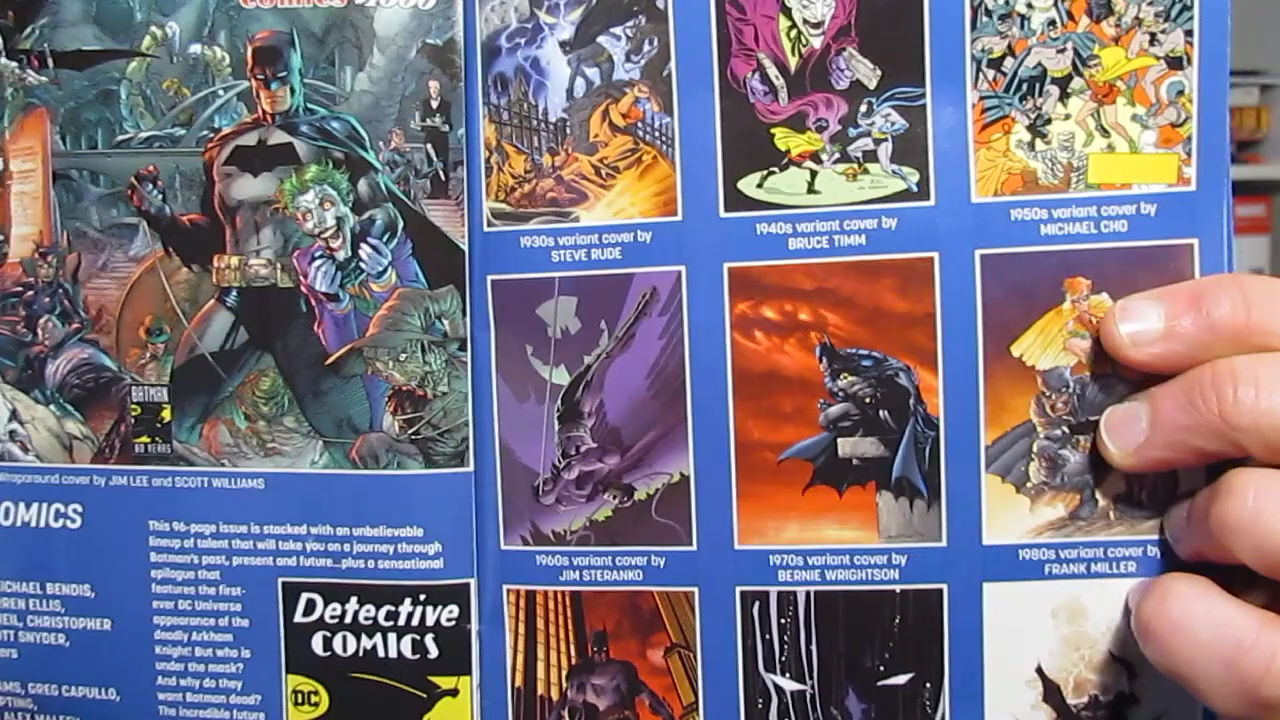 comics #1000
BATMAN
80 YEARS
Wraparound cover by JIM LEE and SCOTT WILLIAMS
OMICS
ICHAEL BENDIS,
REN ELLIS,
NEIL, CHRISTOPHER
OTT SNYDER,
ers
AMS, GREG CAPULLO,
This 96-page issue is stacked with an unbelievable
lineup of talent that will take you on a journey through
Batman's past, present and future...plus a sensational
epilogue that
features the first-
ever DC Universe
appearance of the
deadly Arkham
Knight! But who is
under the mask?
And why do they
want Batman dead?
The incredible future
Detective
COMICS
DC
1930s variant cover by
STEVE RUDE
1940s variant cover by
BRUCE TIMM
1950s variant cover by
MICHAEL CHO
1960s variant cover by
JIM STERANKO
1970s variant cover by
BERNIE WRIGHTSON
1980s variant cover by
FRANK MILLER